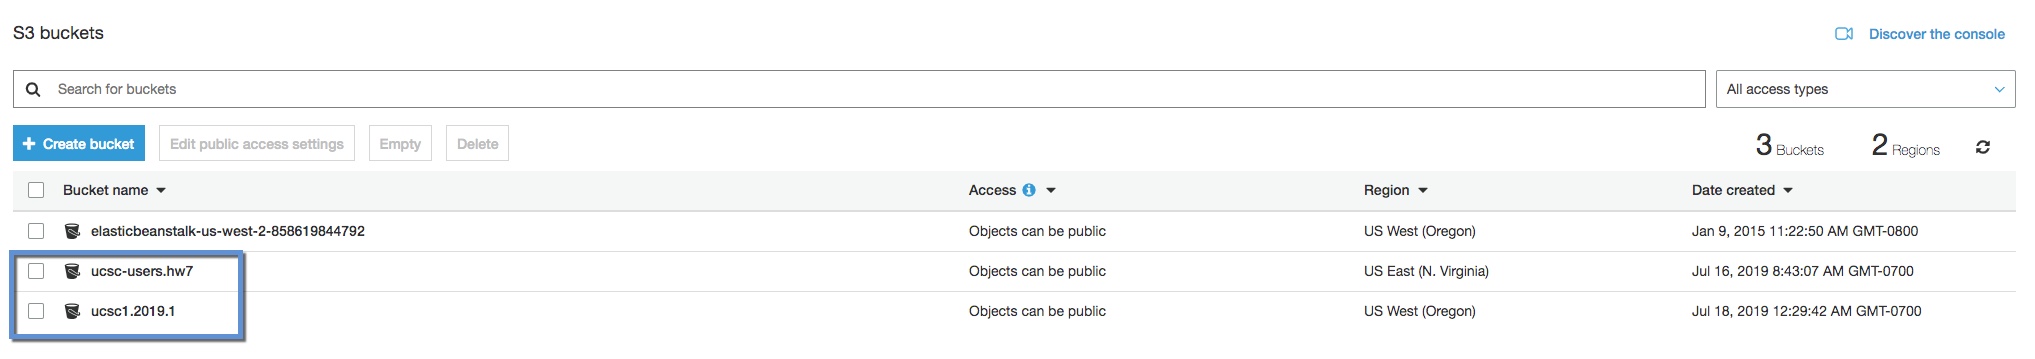 S3 buckets
Discover the console
Search for buckets
All access types
+ Create bucket Edit public access settings Empty Delete
3 Buckets 2 Regions
Bucket name Access Region Date created
elasticbeanstalk-us-west-2-858619844792 Objects can be public US West (Oregon) Jan 9, 2015 11:22:50 AM GMT-0800
ucsc-users.hw7 Objects can be public US East (N. Virginia) Jul 16, 2019 8:43:07 AM GMT-0700
ucsc1.2019.1 Objects can be public US West (Oregon) Jul 18, 2019 12:29:42 AM GMT-0700